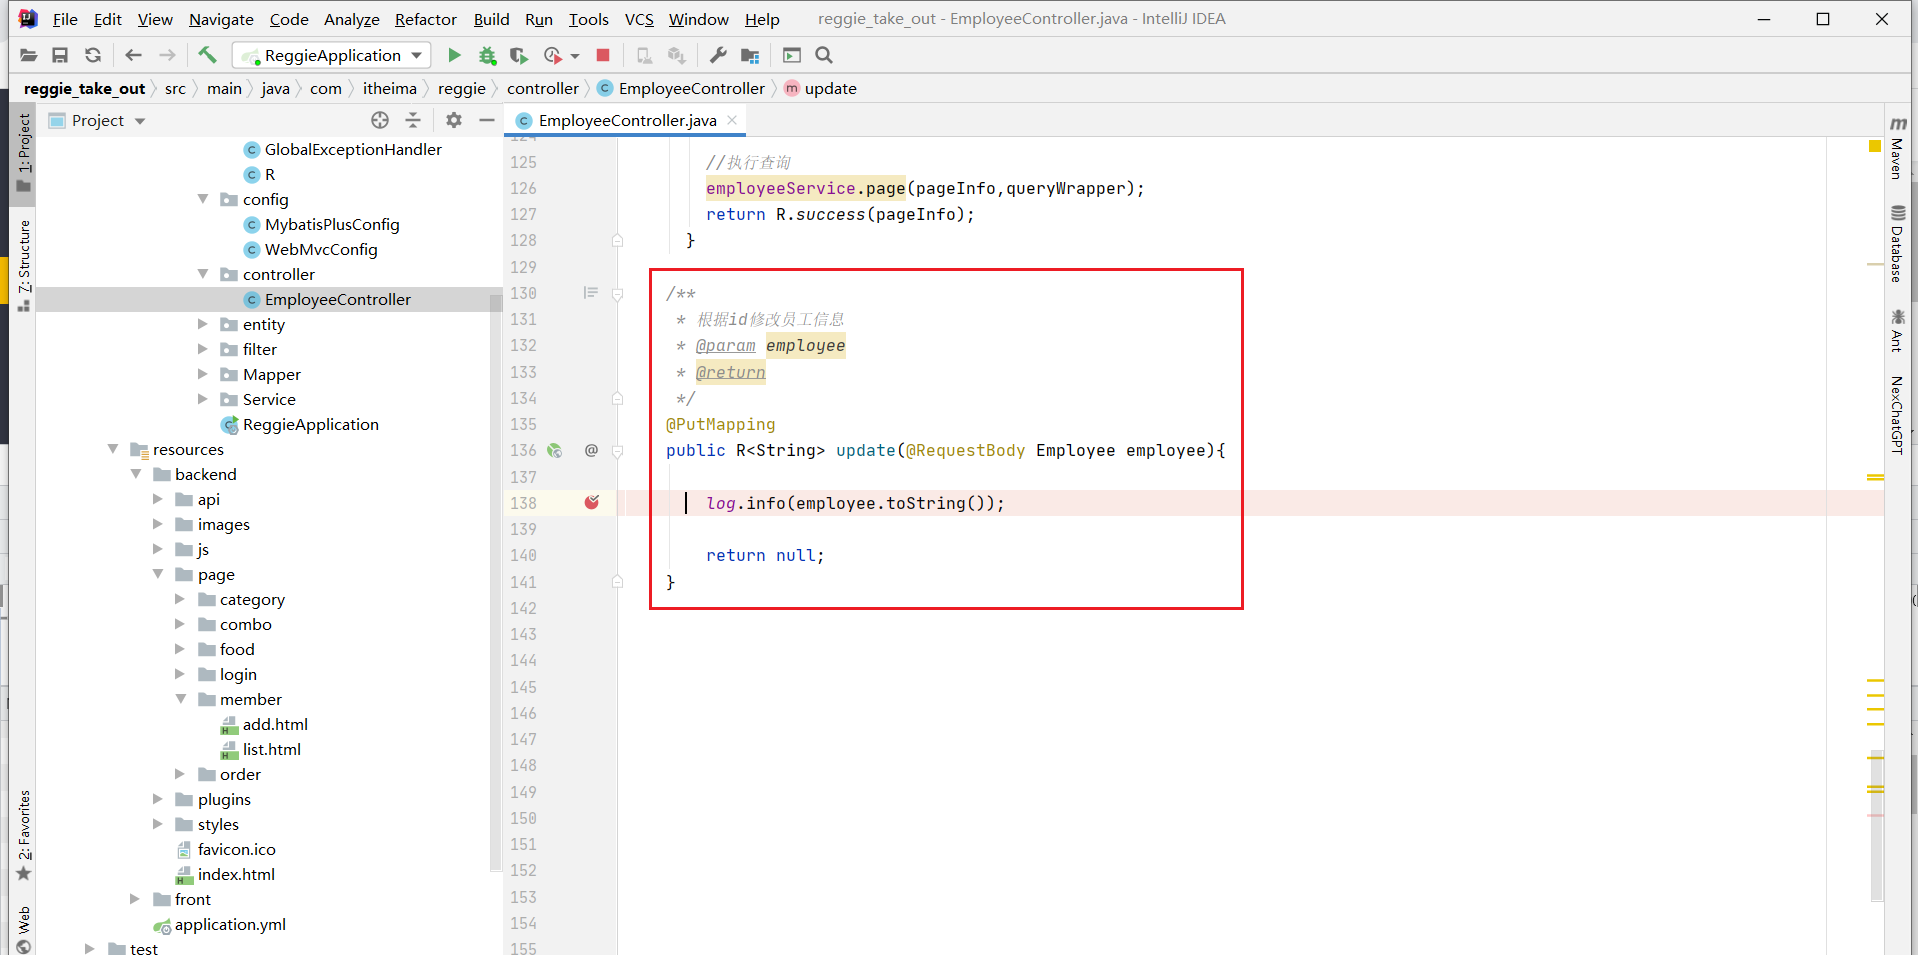 File Edit View Navigate Code Analyze Refactor Build Run Tools VCS Window Help reggie_take_out - EmployeeController.java - IntelliJ IDEA
ReggieApplication
reggie_take_out src main java com itheima reggie controller EmployeeController update
Project
EmployeeController.java
1: Project
Z: Structure
2: Favorites
Web
GlobalExceptionHandler
R
config
MybatisPlusConfig
WebMvcConfig
controller
EmployeeController
entity
filter
Mapper
Service
ReggieApplication
resources
backend
api
images
js
page
category
combo
food
login
member
add.html
list.html
order
plugins
styles
favicon.ico
index.html
front
application.yml
test
124
125 //执行查询
126 employeeService.page(pageInfo,queryWrapper);
127 return R.success(pageInfo);
128 }
129
130 /**
131 * 根据id修改员工信息
132 * @param employee
133 * @return
134 */
135 @PutMapping
136 public R<String> update(@RequestBody Employee employee){
137
138 log.info(employee.toString());
139
140 return null;
141 }
142
143
144
145
146
147
148
149
150
151
152
153
154
155
Maven
Database
Ant
NexChatGPT